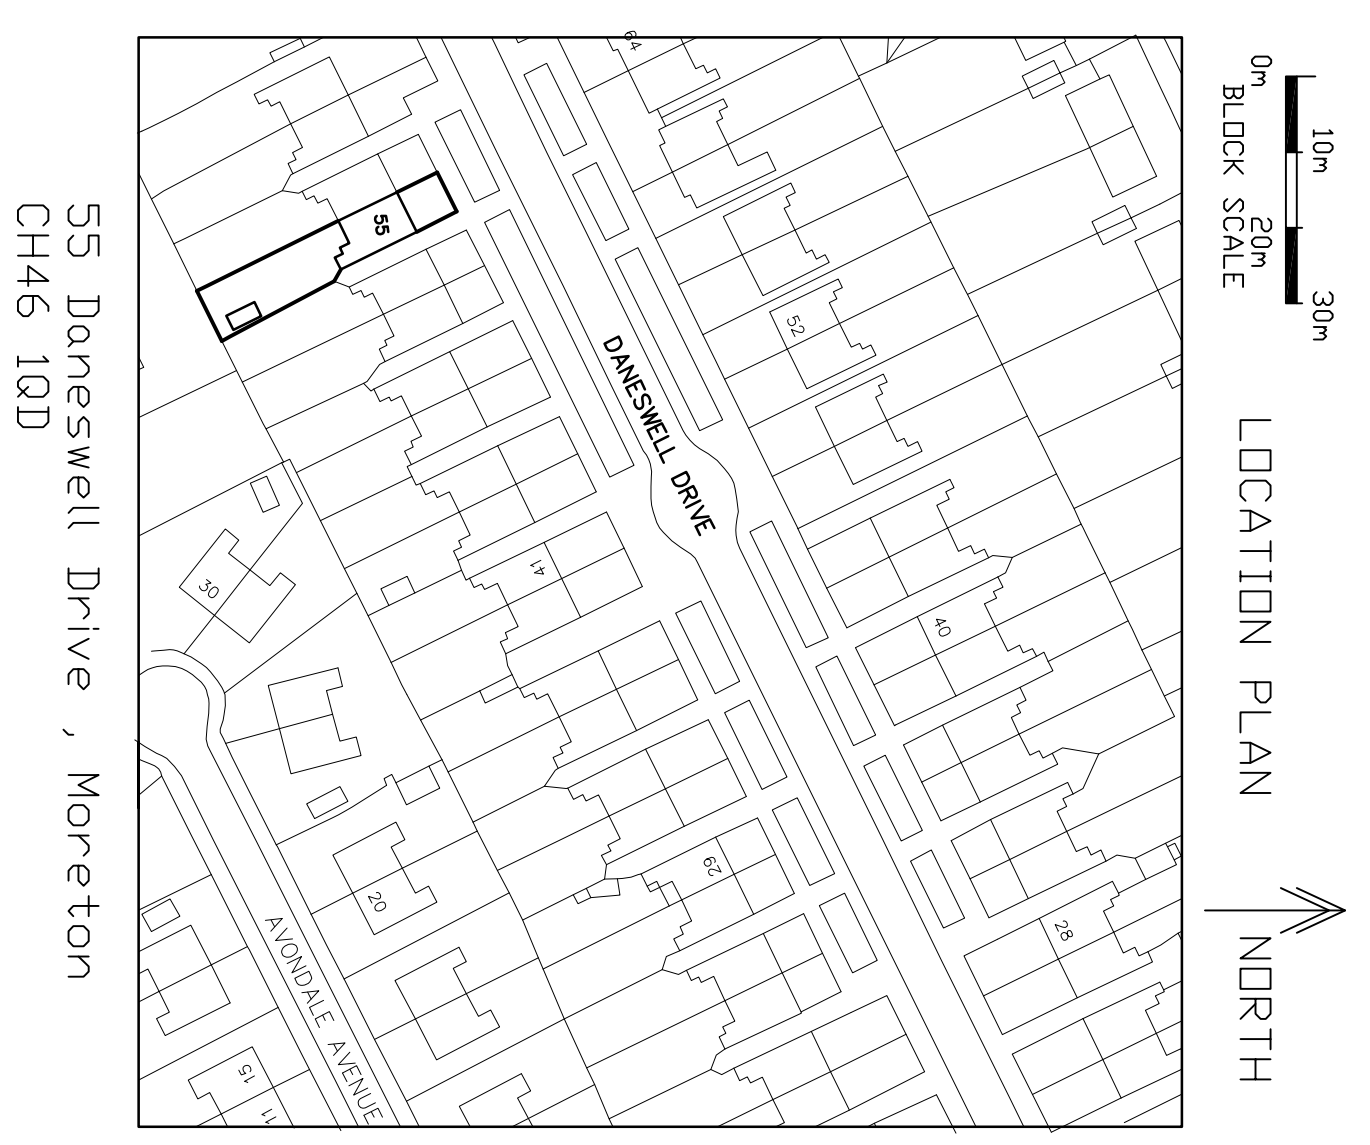 0m 10m 20m 30m
BLOCK SCALE
LOCATION PLAN
NORTH
64
52
55
DANESWELL DRIVE
41
40
30
29
28
20
AVONDALE AVENUE
15
11
55 Daneswell Drive , Moreton
CH46 1QD